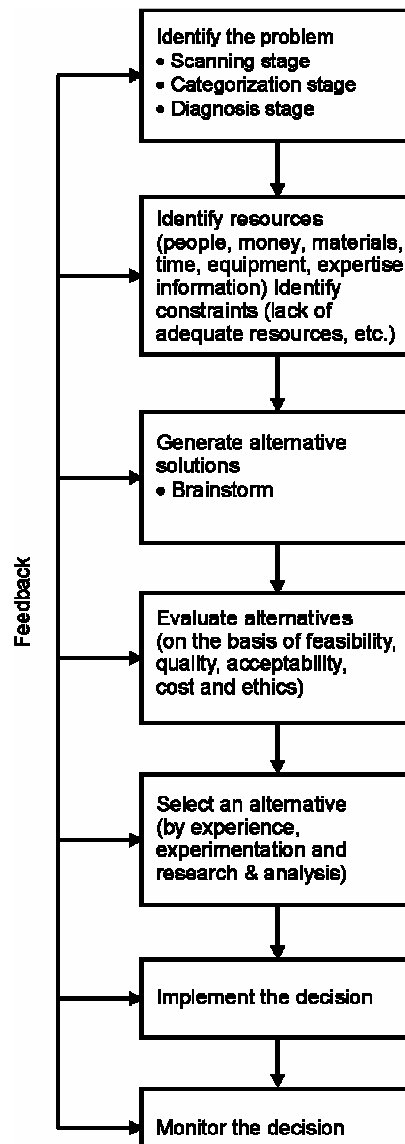 Identify the problem
• Scanning stage
• Categorization stage
• Diagnosis stage
Identify resources
(people, money, materials,
time, equipment, expertise
information) Identify
constraints (lack of
adequate resources, etc.)
Generate alternative
solutions
• Brainstorm
Evaluate alternatives
(on the basis of feasibility,
quality, acceptability,
cost and ethics)
Select an alternative
(by experience,
experimentation and
research & analysis)
Implement the decision
Monitor the decision
Feedback